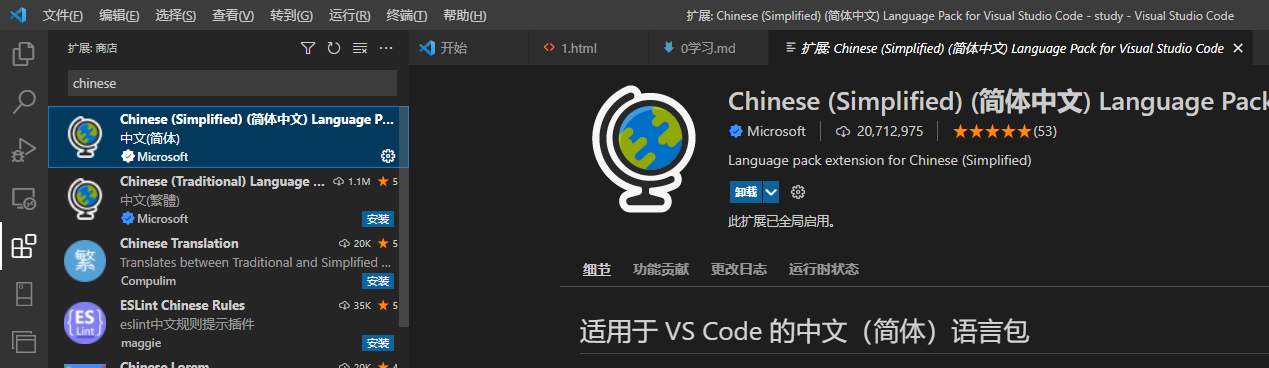 文件(F) 编辑(E) 选择(S) 查看(V) 转到(G) 运行(R) 终端(T) 帮助(H) 扩展: Chinese (Simplified) (简体中文) Language Pack for Visual Studio Code - study - Visual Studio Code
扩展: 商店
chinese
Chinese (Simplified) (简体中文) Language P...
中文(简体)
Microsoft
Chinese (Traditional) Language ... 1.1M 5
中文(繁體)
Microsoft 安装
繁
Chinese Translation 20K 5
Translates between Traditional and Simplified ...
Compulim 安装
ES
Lint
ESLint Chinese Rules 35K 5
eslint中文规则提示插件
maggie 安装
Chinese Lorem 20K 4
开始 1.html 0学习.md 扩展: Chinese (Simplified) (简体中文) Language Pack for Visual Studio Code
Chinese (Simplified) (简体中文) Language Pack
Microsoft 20,712,975 (53)
Language pack extension for Chinese (Simplified)
卸载
此扩展已全局启用。
细节 功能贡献 更改日志 运行时状态
适用于 VS Code 的中文（简体）语言包